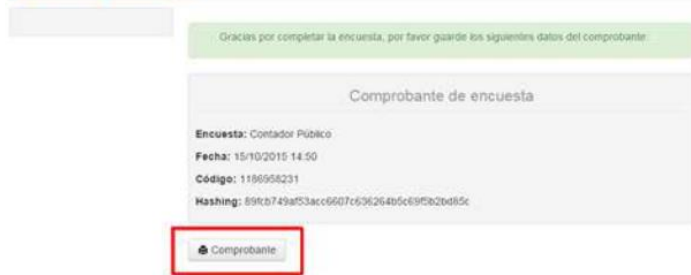 Gracias por completar la encuesta, por favor guarde los siguientes datos del comprobante:
Comprobante de encuesta
Encuesta: Contador Público
Fecha: 15/10/2015 14:50
Código: 1186958231
Hashing: 89fcb749af53acc6607c636264b5c69f5b2bd85c
Comprobante